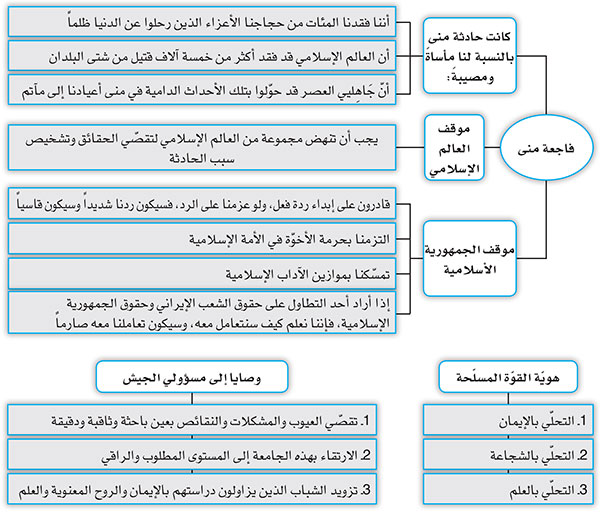 فاجعة منى
كانت حادثة منى
بالنسبة لنا مأساةً
ومصيبةً:
أننا فقدنا المئات من حجاجنا الأعزاء الذين رحلوا عن الدنيا ظلماً
أن العالم الإسلامي قد فقد أكثر من خمسة آلاف قتيل من شتى البلدان
أنّ جَاهِليي العصر قد حوّلوا بتلك الأحداث الدامية في منى أعيادنا إلى مآتم
موقف
العالم
الإسلامي
يجب أن تنهض مجموعة من العالم الإسلامي لتقصّي الحقائق وتشخيص
سبب الحادثة
موقف الجمهورية
الأسلامية
قادرون على إبداء ردة فعل، ولو عزمنا على الرد، فسيكون ردنا شديداً وسيكون قاسياً
التزمنا بحرمة الأخوّة في الأمة الإسلامية
تمسّكنا بموازين الآداب الإسلامية
إذا أراد أحد التطاول على حقوق الشعب الإيراني وحقوق الجمهورية
الإسلامية، فإننا نعلم كيف سنتعامل معه، وسيكون تعاملنا معه صارماً
هويّة القوّة المسلّحة
1. التحلّي بالإيمان
2. التحلّي بالشجاعة
3. التحلّي بالعلم
وصايا إلى مسؤولي الجيش
1. تقصّي العيوب والمشكلات والنقائص بعين باحثة وثاقبة ودقيقة
2. الارتقاء بهذه الجامعة إلى المستوى المطلوب والراقي
3. تزويد الشباب الذين يزاولون دراستهم بالإيمان والروح المعنوية والعلم